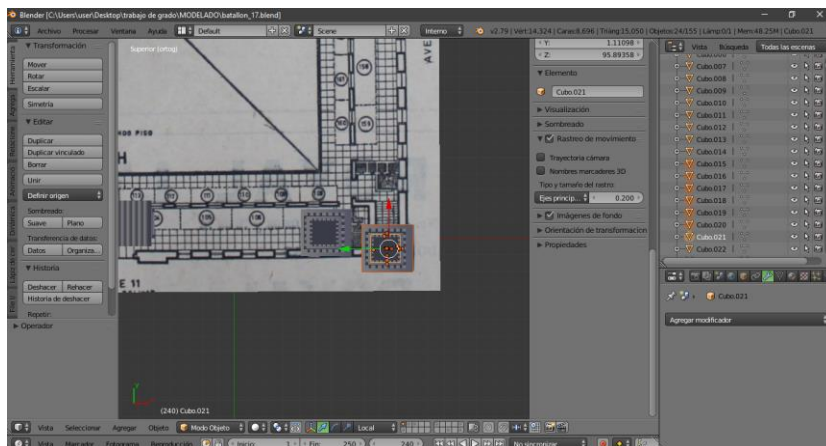 Blender [C:\Users\user\Desktop\trabajo de grado\MODELADO\batallon_17.blend]
Archivo Procesar Ventana Ayuda Default Scene Interno v2.79 | Vért:14.324 | Caras:8.696 | Triáng:15.050 | Objetos:24/155 | Lámp:0/1 | Mem:48.25M | Cubo.021
Transformación
Mover
Rotar
Escalar
Simetría
Editar
Duplicar
Duplicar vinculado
Borrar
Unir
Definir origen
Sombreado:
Suave Plano
Transferencia de datos:
Datos Organiza...
Historia
Deshacer Rehacer
Historia de deshacer
Repetir:
Operador
Superior (ortog)
AVE
H
E 11
(240) Cubo.021
Y: 1.11098
Z: 95.89358
Elemento
Cubo.021
Visualización
Sombreado
Rastreo de movimiento
Trayectoria cámara
Nombres marcadores 3D
Tipo y tamaño del rastro
Ejes princip... 0.200
Imágenes de fondo
Orientación de transformacion
Propiedades
Vista Búsqueda Todas las escenas
Cubo.007
Cubo.008
Cubo.009
Cubo.010
Cubo.011
Cubo.012
Cubo.013
Cubo.014
Cubo.015
Cubo.016
Cubo.017
Cubo.018
Cubo.019
Cubo.020
Cubo.021
Cubo.022
Cubo.021
Agregar modificador
Vista Seleccionar Agregar Objeto Modo Objeto Local
Vista Marcador Fotograma Reproducción Inicio: 1 Fin: 250 240 No sincronizar